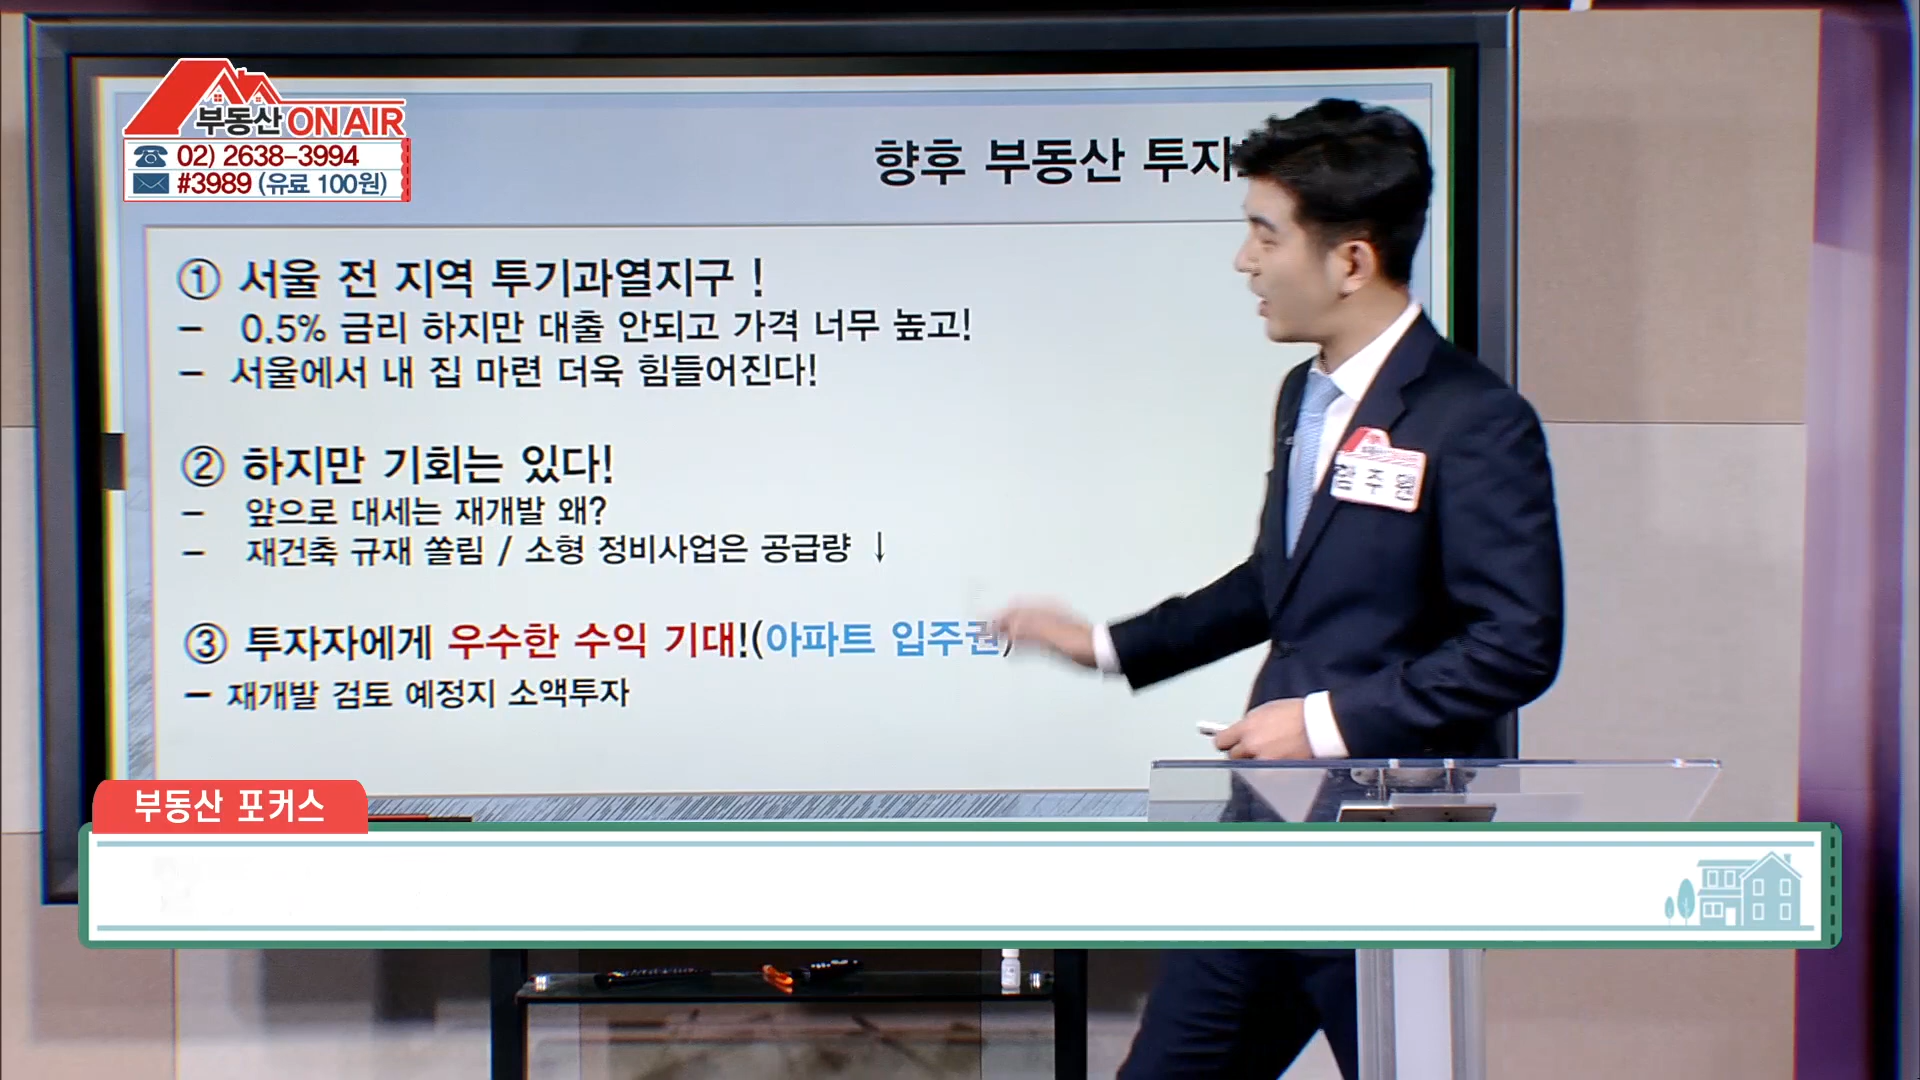 부동산 ON AIR
02) 2638-3994
#3989 (유료 100원)
향후 부동산 투자
① 서울 전 지역 투기과열지구 !
- 0.5% 금리 하지만 대출 안되고 가격 너무 높고!
- 서울에서 내 집 마련 더욱 힘들어진다!
② 하지만 기회는 있다!
- 앞으로 대세는 재개발 왜?
- 재건축 규재 쏠림 / 소형 정비사업은 공급량 ↓
③ 투자자에게 우수한 수익 기대!(아파트 입주권)
- 재개발 검토 예정지 소액투자
주원
부동산 포커스